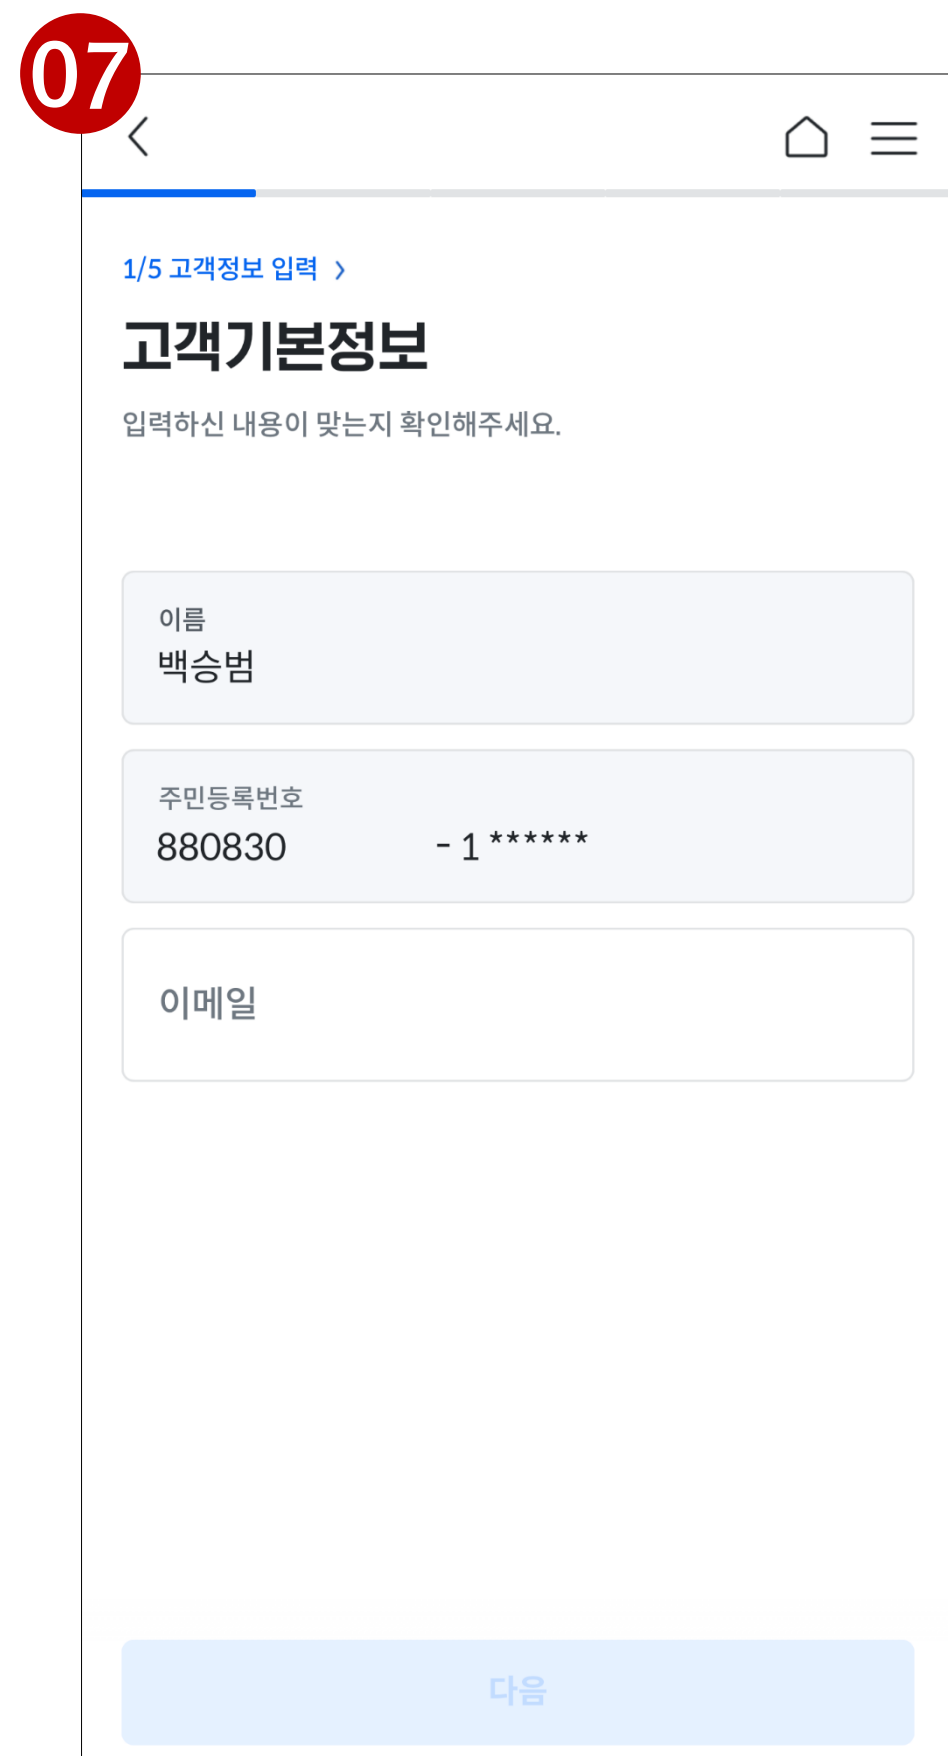 07
1/5 고객정보 입력 >
고객기본정보
입력하신 내용이 맞는지 확인해주세요.
이름
백승범
주민등록번호
880830 - 1 ******
이메일
다음